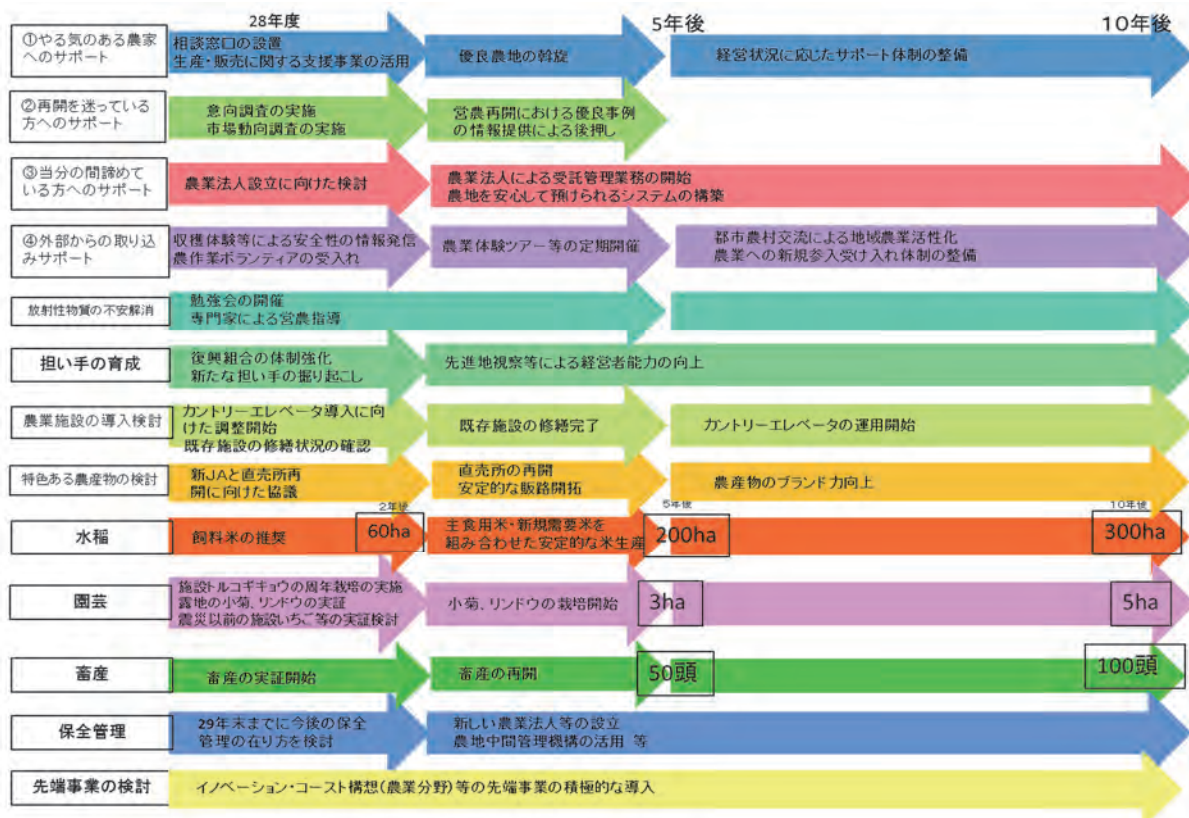 28年度
5年後
10年後
①やる気のある農家
へのサポート
相談窓口の設置
生産・販売に関する支援事業の活用
優良農地の斡旋
経営状況に応じたサポート体制の整備
②再開を迷っている
方へのサポート
意向調査の実施
市場動向調査の実施
営農再開における優良事例
の情報提供による後押し
③当分の間諦めて
いる方へのサポート
農業法人設立に向けた検討
農業法人による受託管理業務の開始
農地を安心して預けられるシステムの構築
④外部からの取り込
みサポート
収穫体験等による安全性の情報発信
農作業ボランティアの受入れ
農業体験ツアー等の定期開催
都市農村交流による地域農業活性化
農業への新規参入受け入れ体制の整備
放射性物質の不安解消
勉強会の開催
専門家による営農指導
担い手の育成
復興組合の体制強化
新たな担い手の掘り起こし
先進地視察等による経営者能力の向上
農業施設の導入検討
カントリーエレベータ導入に向
けた調整開始
既存施設の修繕状況の確認
既存施設の修繕完了
カントリーエレベータの運用開始
特色ある農産物の検討
新JAと直売所再
開に向けた協議
直売所の再開
安定的な販路開拓
農産物のブランド力向上
水稲
飼料米の推奨
2年後
60ha
主食用米・新規需要米を
組み合わせた安定的な米生産
5年後
200ha
10年後
300ha
園芸
施設トルコギキョウの周年栽培の実施
露地の小菊、リンドウの実証
震災以前の施設いちご等の実証検討
小菊、リンドウの栽培開始
3ha
5ha
畜産
畜産の実証開始
畜産の再開
50頭
100頭
保全管理
29年末までに今後の保全
管理の在り方を検討
新しい農業法人等の設立
農地中間管理機構の活用 等
先端事業の検討
イノベーション・コースト構想(農業分野)等の先端事業の積極的な導入